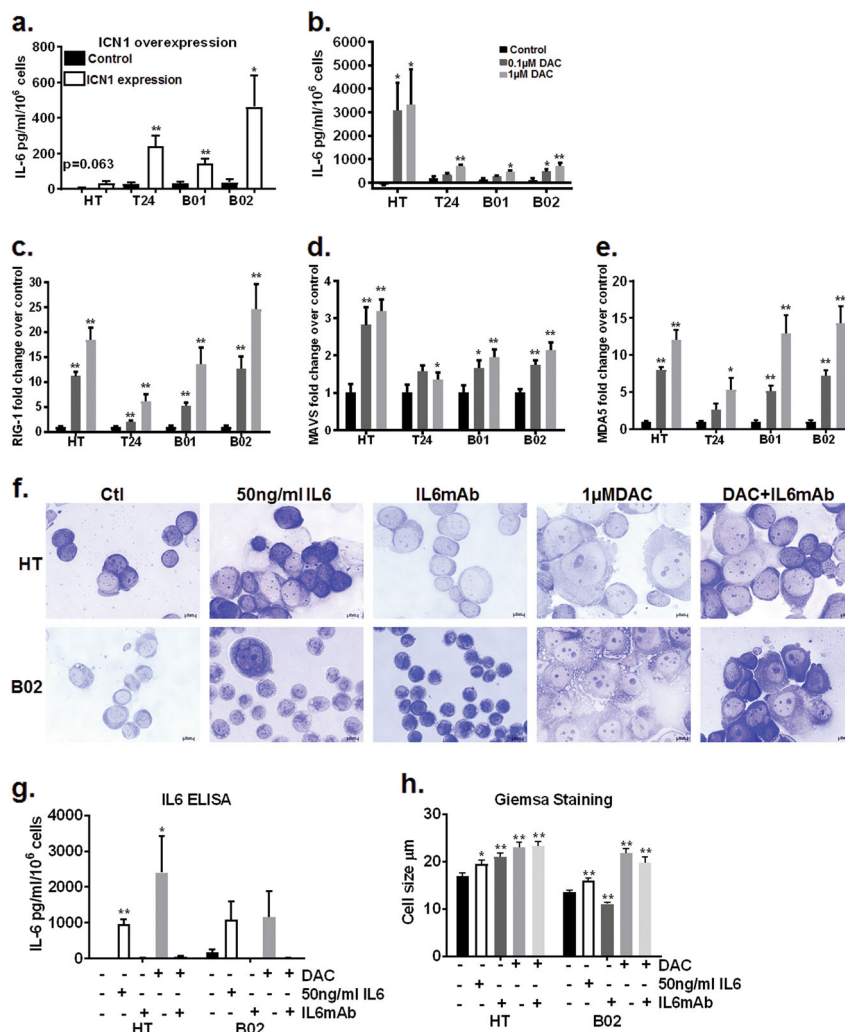 a.
ICN1 overexpression
Control
ICN1 expression
IL-6 pg/ml/10⁶ cells
800
600
400
200
0
p=0.063
*
**
**
HT T24 B01 B02
b.
Control
0.1μM DAC
1μM DAC
IL-6 pg/ml/10⁶ cells
6000
5000
4000
3000
2000
1000
0
* * ** * * **
HT T24 B01 B02
c.
RIG-1 fold change over control
30
25
20
15
10
5
0
** ** ** ** ** ** ** **
HT T24 B01 B02
d.
MAVS fold change over control
4
3
2
1
0
** ** * * ** ** **
HT T24 B01 B02
e.
MDA5 fold change over control
20
15
10
5
0
** ** * ** ** ** **
HT T24 B01 B02
f.
Ctl 50ng/ml IL6 IL6mAb 1μMDAC DAC+IL6mAb
HT
B02
g.
IL6 ELISA
IL-6 pg/ml/10⁶ cells
4000
3000
2000
1000
0
** *
- - - + + - - - + + DAC
- + - - - - + - - - 50ng/ml IL6
- - + - + - - + - + IL6mAb
HT B02
h.
Giemsa Staining
Cell size μm
30
20
10
0
* ** ** ** ** ** ** **
- - - + + - - - + + DAC
- + - - - - + - - - 50ng/ml IL6
- - + - + - - + - + IL6mAb
HT B02